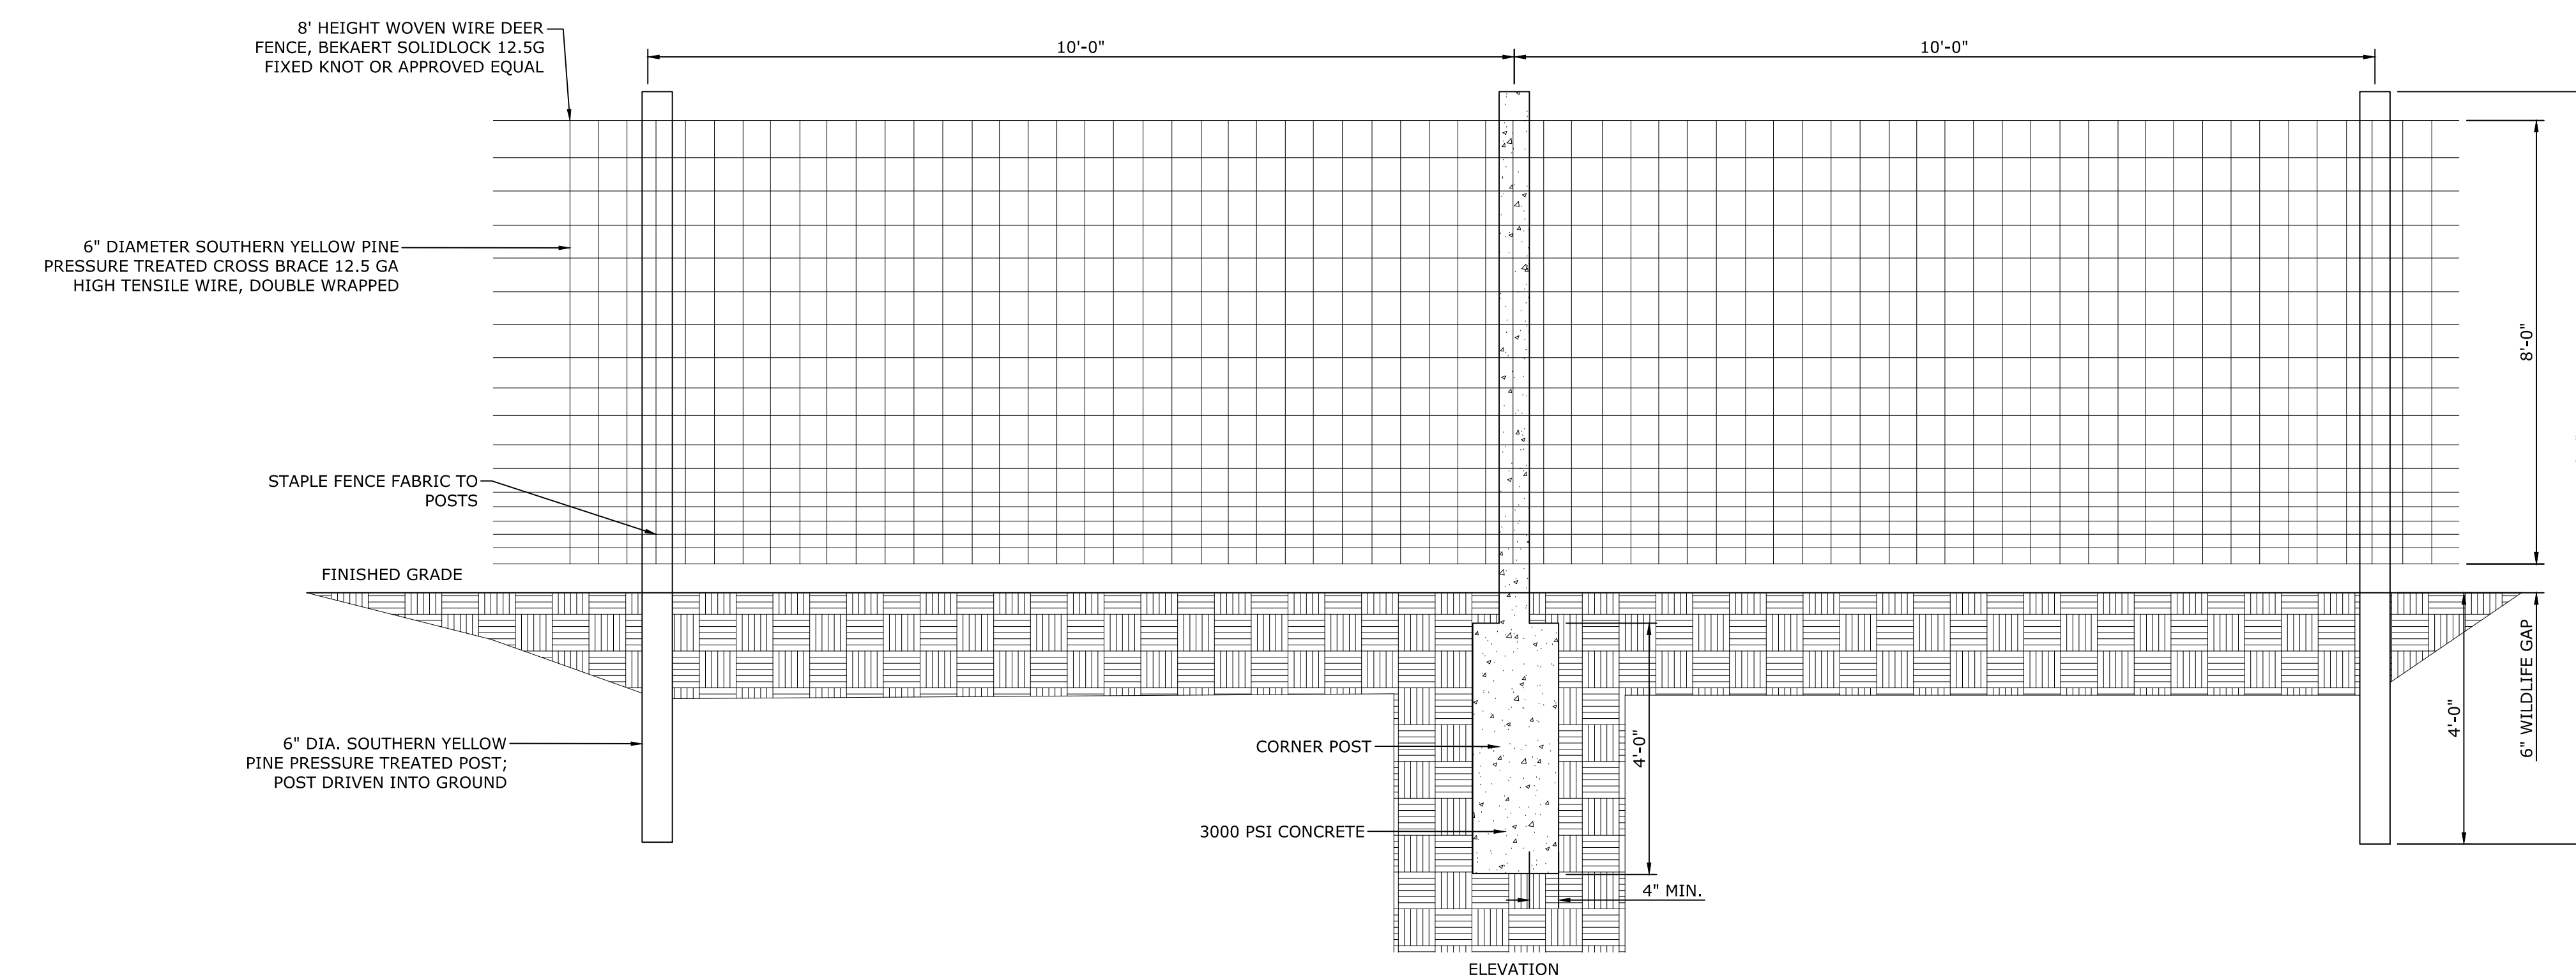 8' HEIGHT WOVEN WIRE DEER
FENCE, BEKAERT SOLIDLOCK 12.5G
FIXED KNOT OR APPROVED EQUAL
10'-0"
10'-0"
6" DIAMETER SOUTHERN YELLOW PINE
PRESSURE TREATED CROSS BRACE 12.5 GA
HIGH TENSILE WIRE, DOUBLE WRAPPED
8'-0"
STAPLE FENCE FABRIC TO
POSTS
FINISHED GRADE
6" DIA. SOUTHERN YELLOW
PINE PRESSURE TREATED POST;
POST DRIVEN INTO GROUND
CORNER POST
4'-0"
4'-0"
6" WILDLIFE GAP
3000 PSI CONCRETE
4" MIN.
ELEVATION